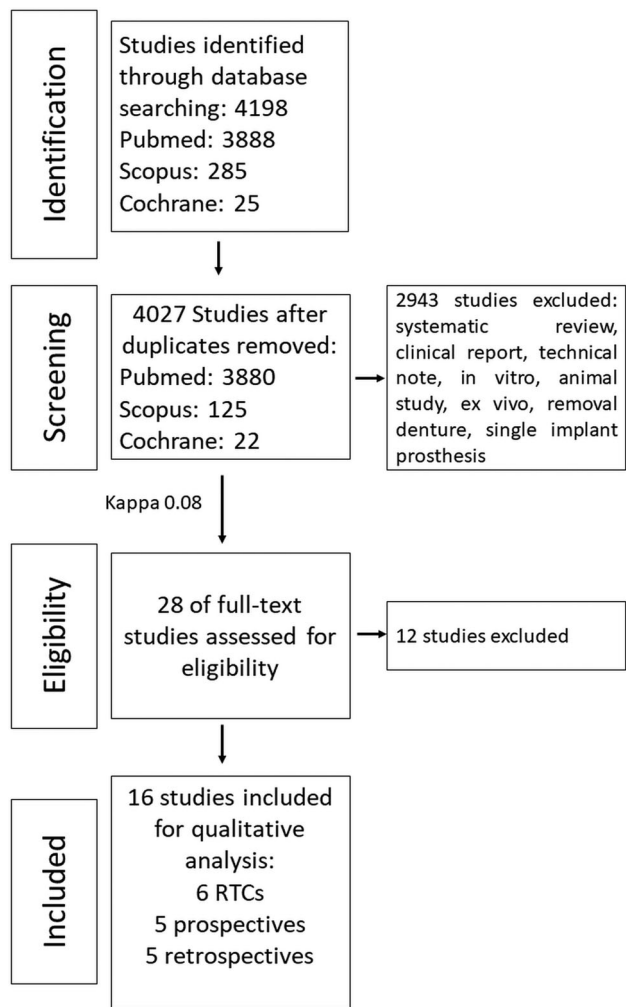 Identification
Studies identified
through database
searching: 4198
Pubmed: 3888
Scopus: 285
Cochrane: 25
Screening
4027 Studies after
duplicates removed:
Pubmed: 3880
Scopus: 125
Cochrane: 22
2943 studies excluded:
systematic review,
clinical report, technical
note, in vitro, animal
study, ex vivo, removal
denture, single implant
prosthesis
Kappa 0.08
Eligibility
28 of full-text
studies assessed for
eligibility
12 studies excluded
Included
16 studies included
for qualitative
analysis:
6 RTCs
5 prospectives
5 retrospectives